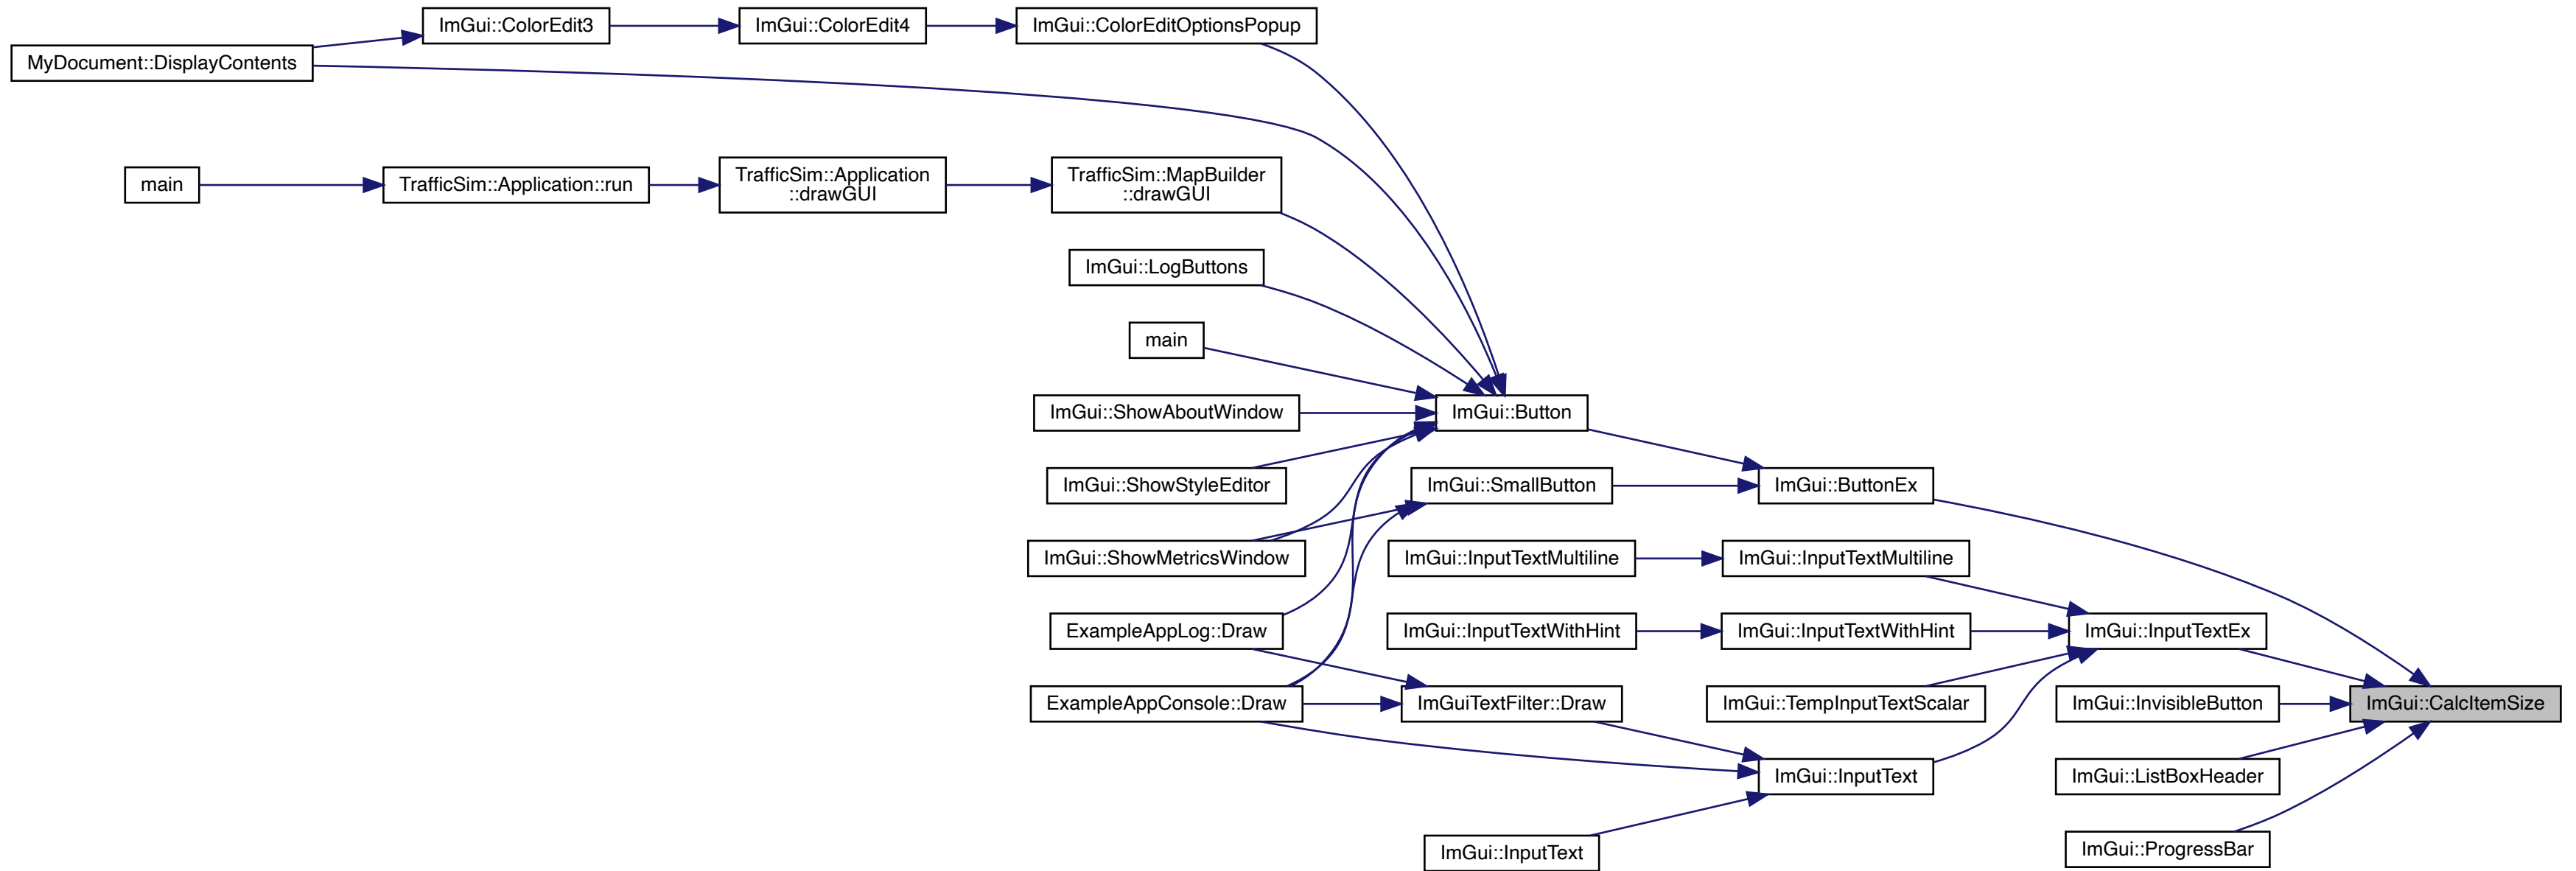 ImGui::ColorEdit3
ImGui::ColorEdit4
ImGui::ColorEditOptionsPopup
MyDocument::DisplayContents
main
TrafficSim::Application::run
TrafficSim::Application
::drawGUI
TrafficSim::MapBuilder
::drawGUI
ImGui::LogButtons
main
ImGui::ShowAboutWindow
ImGui::Button
ImGui::ShowStyleEditor
ImGui::SmallButton
ImGui::ButtonEx
ImGui::ShowMetricsWindow
ImGui::InputTextMultiline
ImGui::InputTextMultiline
ExampleAppLog::Draw
ImGui::InputTextWithHint
ImGui::InputTextWithHint
ImGui::InputTextEx
ExampleAppConsole::Draw
ImGuiTextFilter::Draw
ImGui::TempInputTextScalar
ImGui::InvisibleButton
ImGui::CalcItemSize
ImGui::InputText
ImGui::ListBoxHeader
ImGui::InputText
ImGui::ProgressBar